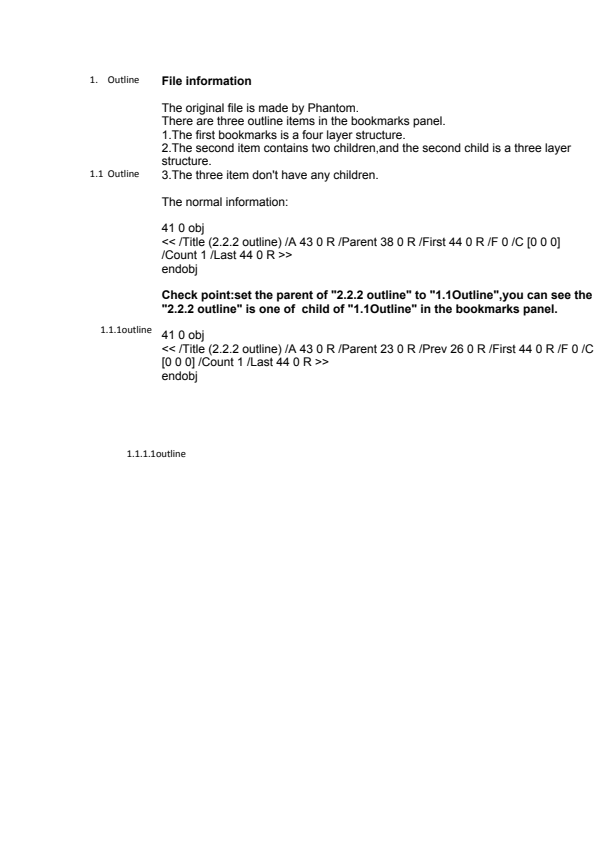 1.  Outline
File information
The original file is made by Phantom.
There are three outline items in the bookmarks panel.
1.The first bookmarks is a four layer structure.
2.The second item contains two children,and the second child is a three layer
structure.
1.1 Outline
3.The three item don't have any children.
The normal information:
41 0 obj
<< /Title (2.2.2 outline) /A 43 0 R /Parent 38 0 R /First 44 0 R /F 0 /C [0 0 0]
/Count 1 /Last 44 0 R >>
endobj
Check point:set the parent of "2.2.2 outline" to "1.1Outline",you can see the
"2.2.2 outline" is one of  child of "1.1Outline" in the bookmarks panel.
1.1.1outline
41 0 obj
<< /Title (2.2.2 outline) /A 43 0 R /Parent 23 0 R /Prev 26 0 R /First 44 0 R /F 0 /C
[0 0 0] /Count 1 /Last 44 0 R >>
endobj
1.1.1.1outline